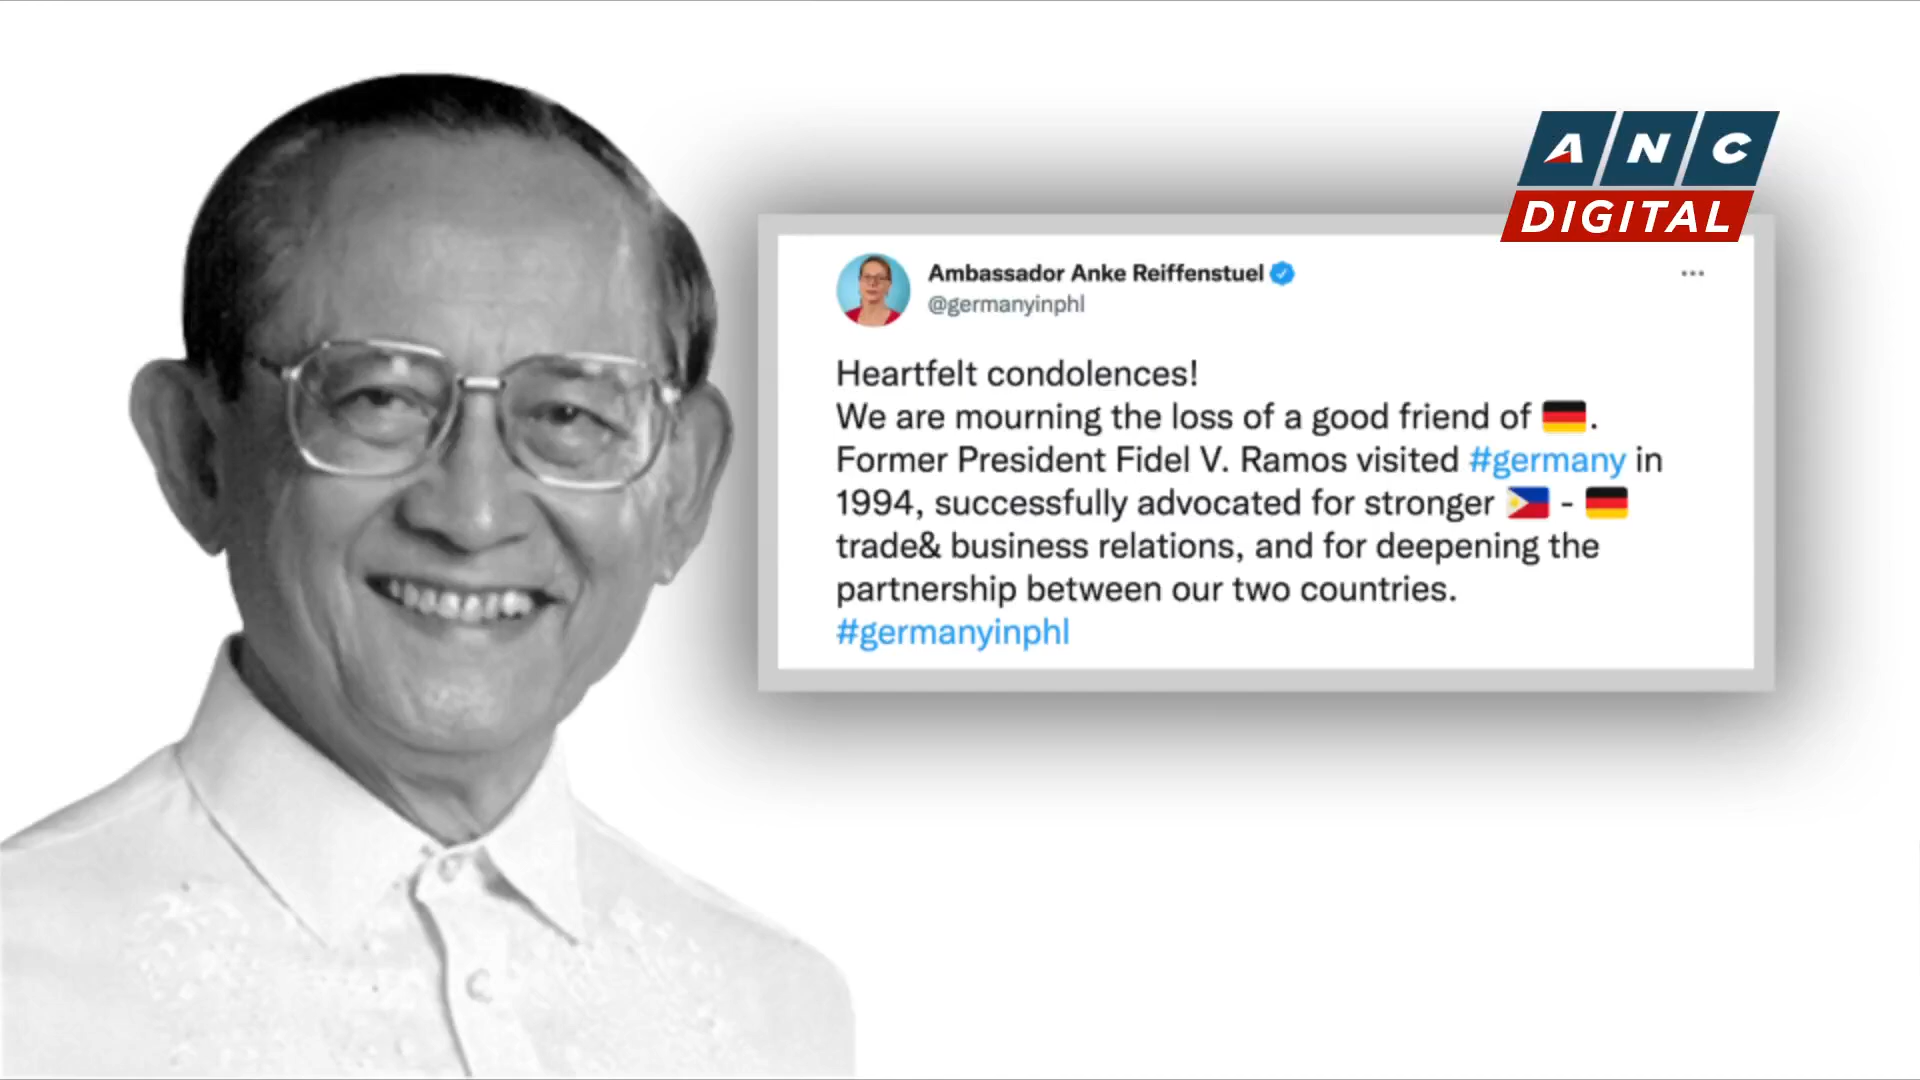 ANC
DIGITAL
Ambassador Anke Reiffenstuel
@germanyinphl
Heartfelt condolences!
We are mourning the loss of a good friend of 🇩🇪.
Former President Fidel V. Ramos visited #germany in
1994, successfully advocated for stronger 🇵🇭 - 🇩🇪
trade& business relations, and for deepening the
partnership between our two countries.
#germanyinphl